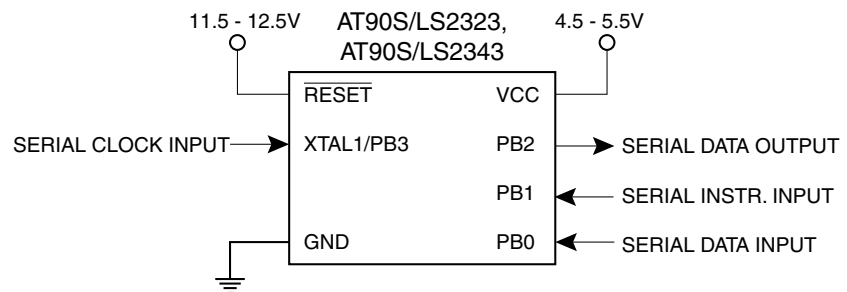 11.5 - 12.5V
AT90S/LS2323,
AT90S/LS2343
4.5 - 5.5V
RESET
VCC
SERIAL CLOCK INPUT
XTAL1/PB3
PB2
SERIAL DATA OUTPUT
PB1
SERIAL INSTR. INPUT
GND
PB0
SERIAL DATA INPUT